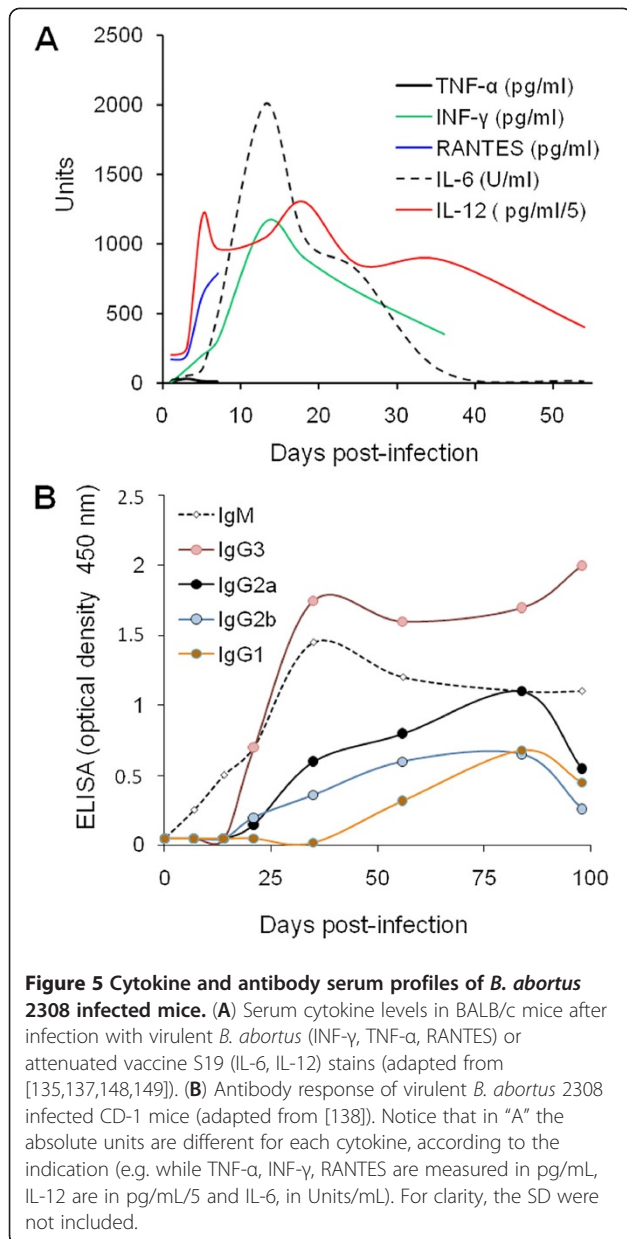 A
2500
2000
1500
1000
500
0
Units
TNF-α (pg/ml)
INF-γ (pg/ml)
RANTES (pg/ml)
IL-6 (U/ml)
IL-12 ( pg/ml/5)
0 10 20 30 40 50
Days post-infection
B
2.5
2
1.5
1
0.5
0
ELISA (optical density 450 nm)
IgM
IgG3
IgG2a
IgG2b
IgG1
0 25 50 75 100
Days post-infection
Figure 5 Cytokine and antibody serum profiles of B. abortus
2308 infected mice. (A) Serum cytokine levels in BALB/c mice after
infection with virulent B. abortus (INF-γ, TNF-α, RANTES) or
attenuated vaccine S19 (IL-6, IL-12) stains (adapted from
[135,137,148,149]). (B) Antibody response of virulent B. abortus 2308
infected CD-1 mice (adapted from [138]). Notice that in “A” the
absolute units are different for each cytokine, according to the
indication (e.g. while TNF-α, INF-γ, RANTES are measured in pg/mL,
IL-12 are in pg/mL/5 and IL-6, in Units/mL). For clarity, the SD were
not included.